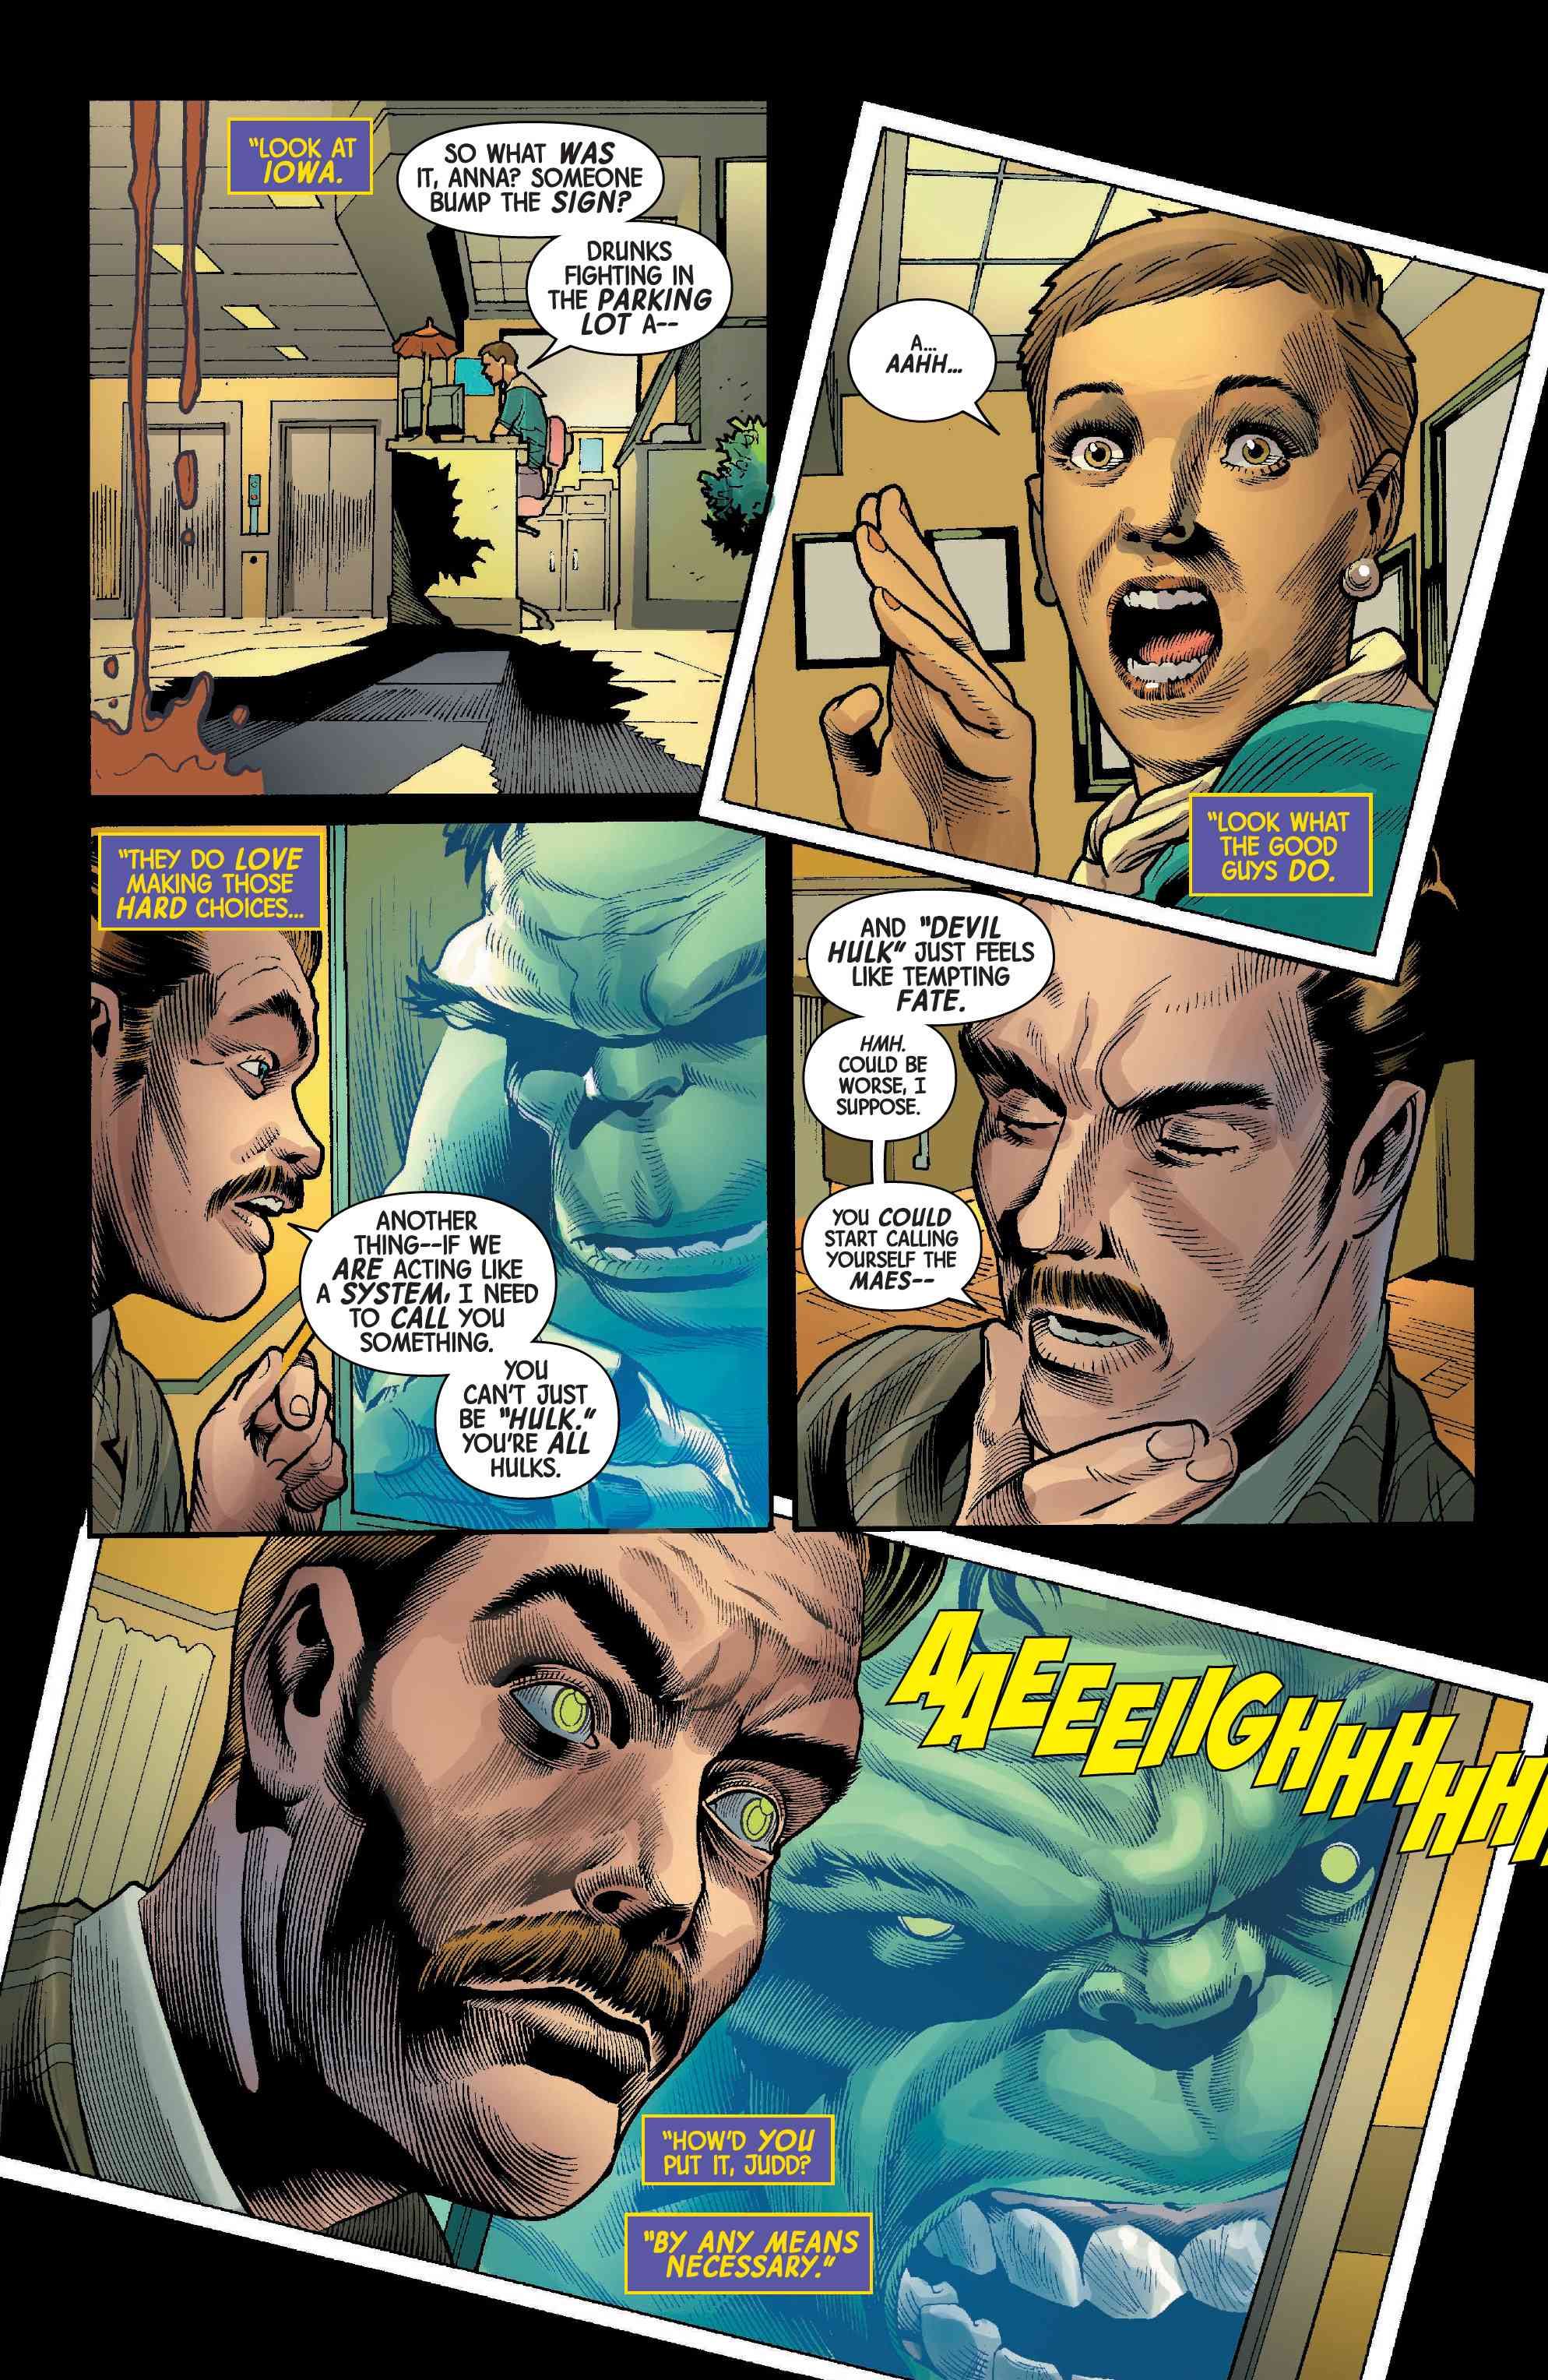 "LOOK AT
IOWA.
SO WHAT WAS
IT, ANNA? SOMEONE
BUMP THE SIGN?
DRUNKS
FIGHTING IN
THE PARKING
LOT A--
A...
AAHH...
"LOOK WHAT
THE GOOD
GUYS DO.
"THEY DO LOVE
MAKING THOSE
HARD CHOICES...
ANOTHER
THING--IF WE
ARE ACTING LIKE
A SYSTEM, I NEED
TO CALL YOU
SOMETHING.
YOU
CAN'T JUST
BE "HULK."
YOU'RE ALL
HULKS.
AND "DEVIL
HULK" JUST FEELS
LIKE TEMPTING
FATE.
HMH.
COULD BE
WORSE, I
SUPPOSE.
YOU COULD
START CALLING
YOURSELF THE
MAES--
AAEEEIIGHHHHHH
"HOW'D YOU
PUT IT, JUDD?
"BY ANY MEANS
NECESSARY."